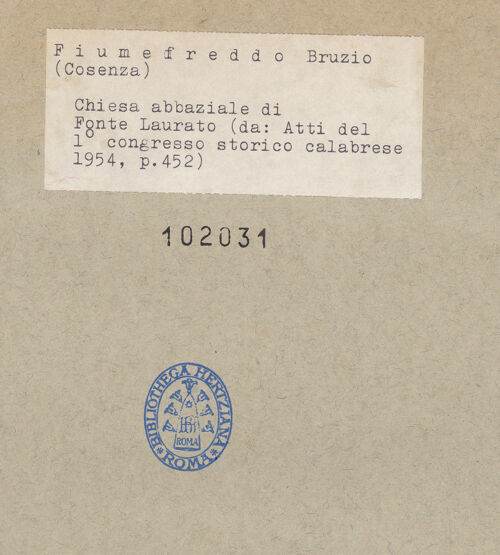 F i u m e f r e d d o Bruzio
(Cosenza)
Chiesa abbaziale di
Fonte Laurato (da: Atti del
1° congresso storico calabrese
1954, p.452)
102031
*BIBLIOTHECA HERTZIANA*
ROMA
ROMA